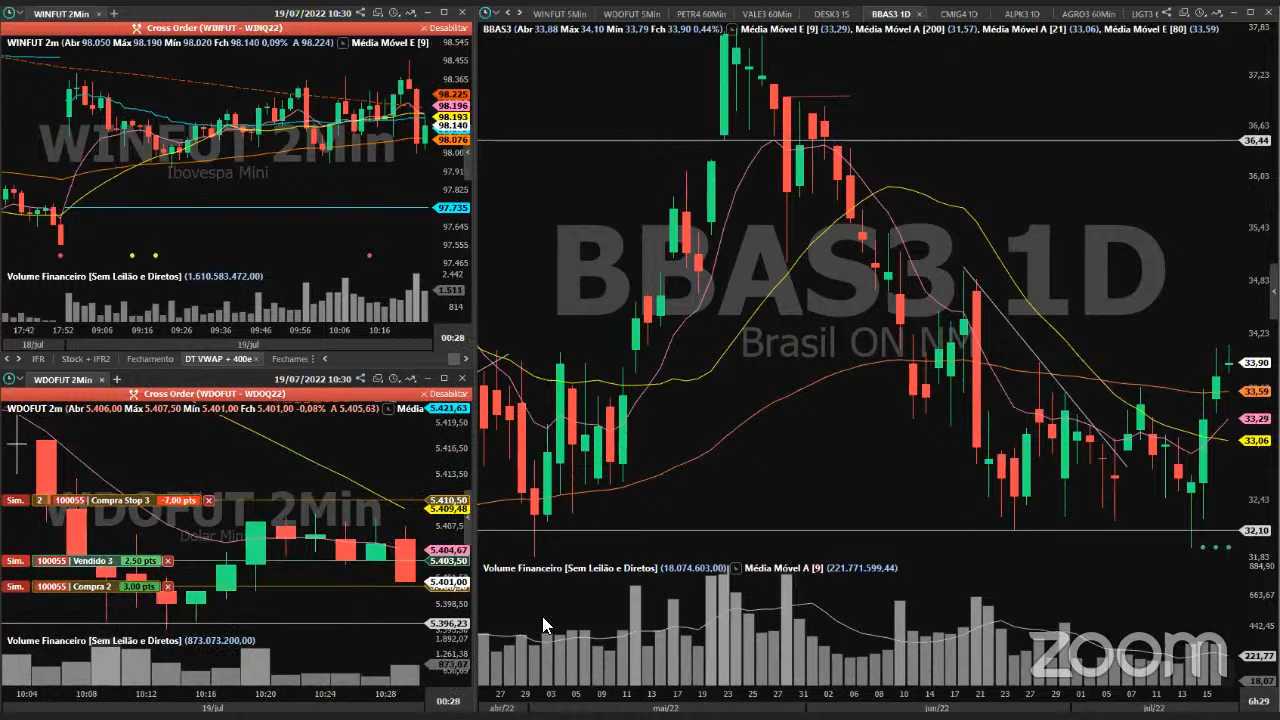 WINFUT 2Min
19/07/2022 10:30
Cross Order (WINFUT - WINQ22)
Desabilitar
WINFUT 2m (Abr 98.050 Máx 98.190 Mín 98.020 Fch 98.140 0,09% A 98.224)
Média Móvel E [9]
98.545
98.455
98.365
98.225
98.196
98.193
98.140
98.076
98.00
97.91
97.825
97.735
97.645
97.555
97.465
WINFUT 2Min
Ibovespa Mini
Volume Financeiro [Sem Leilão e Diretos] (1.610.583.472,00)
2.442
1.511
814
17:42 17:52 09:06 09:16 09:26 09:36 09:46 09:56 10:06 10:16
00:28
18/jul 19/jul
IFR Stock + IFR2 Fechamento DT VWAP + 400e Fechame
WDOFUT 2Min
19/07/2022 10:30
Cross Order (WDOFUT - WDOQ22)
Desabilitar
WDOFUT 2m (Abr 5.406,00 Máx 5.407,50 Mín 5.401,00 Fch 5.401,00 -0,08% A 5.405,63)
Média
5.421,63
5.419,50
5.416,50
5.413,50
5.410,50
5.409,48
5.407,5
5.404,67
5.403,50
5.401,00
5.398,50
5.396,23
WDOFUT 2Min
Dolar Mini
Sim. 2 100055 | Compra Stop 3 -7,00 pts
Sim. 100055 | Vendido 3 2,50 pts
Sim. 100055 | Compra 2 3,00 pts
Volume Financeiro [Sem Leilão e Diretos] (873.073.200,00)
1.892,07
1.261,38
873,07
10:04 10:08 10:12 10:16 10:20 10:24 10:28
00:28
19/jul
WINFUT 5Min WDOFUT 5Min PETR4 60Min VALE3 60Min DESK3 15 BBAS3 1D CMIG4 1D ALPK3 1D AGRO3 60Min LIGT3 6
BBAS3 1D (Abr 33,88 Máx 34,10 Mín 33,79 Fch 33,90 0,44%)
Média Móvel E [9] (33,29), Média Móvel A [200] (31,57), Média Móvel A [21] (33,06), Média Móvel E [80] (33,59)
37,83
37,23
36,63
36,44
36,03
35,43
34,83
34,23
33,90
33,59
33,29
33,06
32,43
32,10
31,83
BBAS3 1D
Brasil ON NM
Volume Financeiro [Sem Leilão e Diretos] (18.074.603,00)
Média Móvel A [9] (221.771.599,44)
884,90
663,67
442,45
221,77
18,07
zoom
27 29 03 05 09 11 13 17 19 23 25 27 31 02 06 08 10 14 17 21 23 27 29 01 05 07 11 13 15
6h29
abr/22 mai/22 jun/22 jul/22